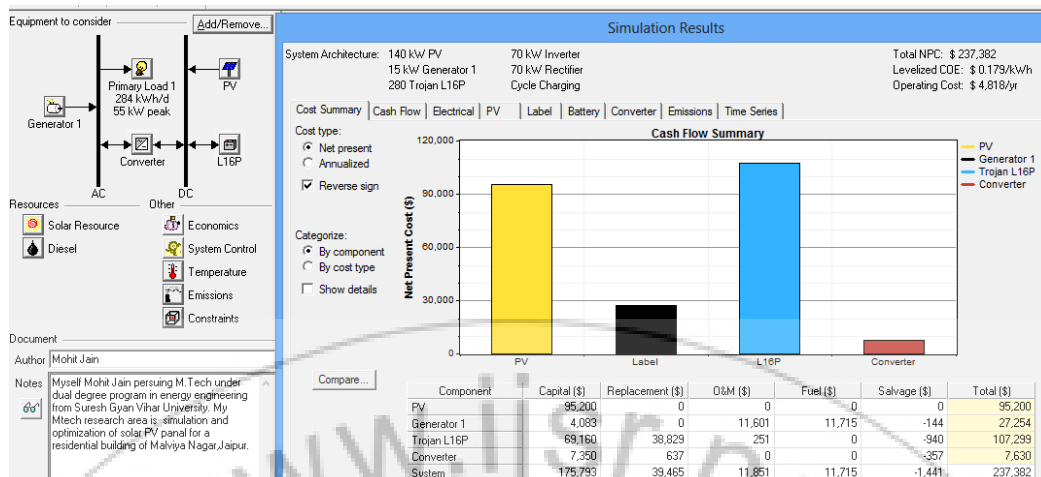 Equipment to consider
Add/Remove...
Primary Load 1
284 kWh/d
55 kW peak
PV
Generator 1
Converter
L16P
AC
DC
Resources
Other
Solar Resource
Economics
Diesel
System Control
Temperature
Emissions
Constraints
Document
Author Mohit Jain
Notes
Myself Mohit Jain persuing M.Tech under
dual degree program in energy engineering
from Suresh Gyan Vihar University. My
Mtech research area is simulation and
optimization of solar PV panal for a
residential building of Malviya Nagar,Jaipur.
Simulation Results
System Architecture: 140 kW PV 70 kW Inverter
15 kW Generator 1 70 kW Rectifier
280 Trojan L16P Cycle Charging
Total NPC: $ 237,382
Levelized COE: $ 0.179/kWh
Operating Cost: $ 4,818/yr
Cost Summary Cash Flow Electrical PV Label Battery Converter Emissions Time Series
Cost type:
Net present
Annualized
Reverse sign
Categorize:
By component
By cost type
Show details
Compare...
Cash Flow Summary
Net Present Cost ($)
120,000
90,000
60,000
30,000
0
PV Label L16P Converter
PV
Generator 1
Trojan L16P
Converter
Component Capital ($) Replacement ($) O&M ($) Fuel ($) Salvage ($) Total ($)
PV 95,200 0 0 0 0 95,200
Generator 1 4,083 0 11,601 11,715 -144 27,254
Trojan L16P 69,160 38,829 251 0 -940 107,299
Converter 7,350 637 0 0 -357 7,630
System 175,793 39,465 11,851 11,715 -1,441 237,382